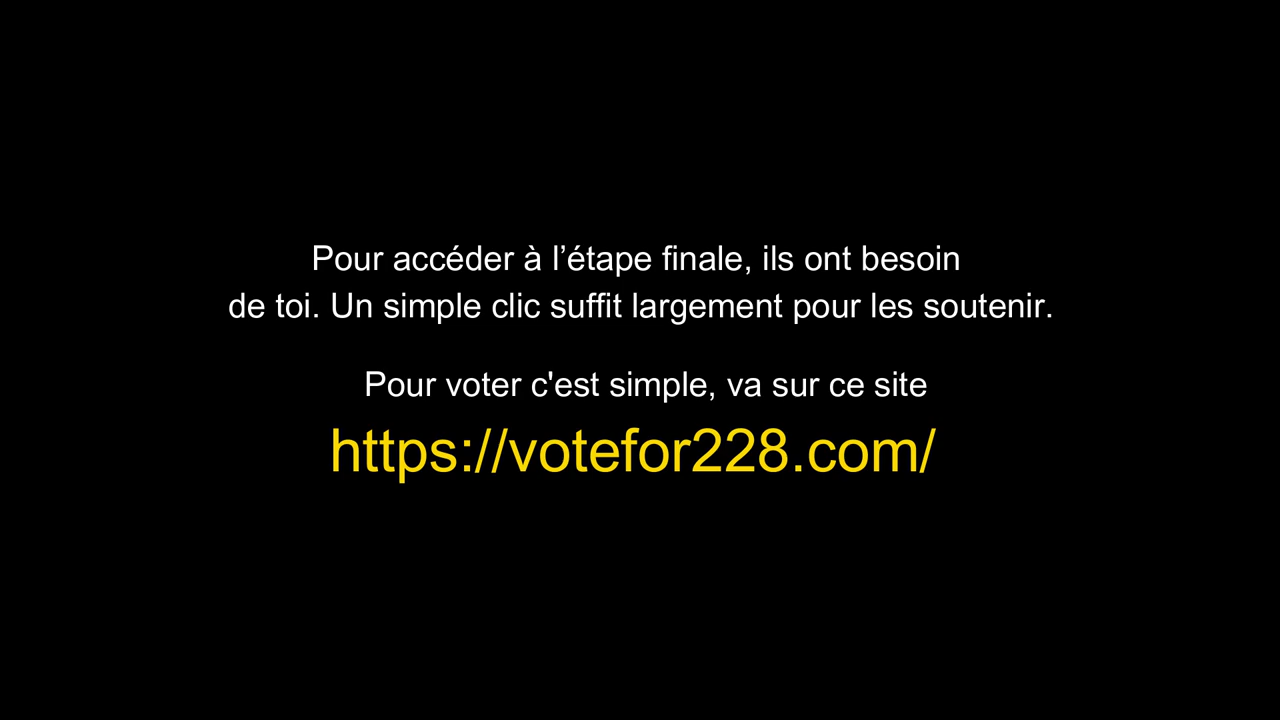 Pour accéder à l’étape finale, ils ont besoin
de toi. Un simple clic suffit largement pour les soutenir.
Pour voter c'est simple, va sur ce site
https://votefor228.com/